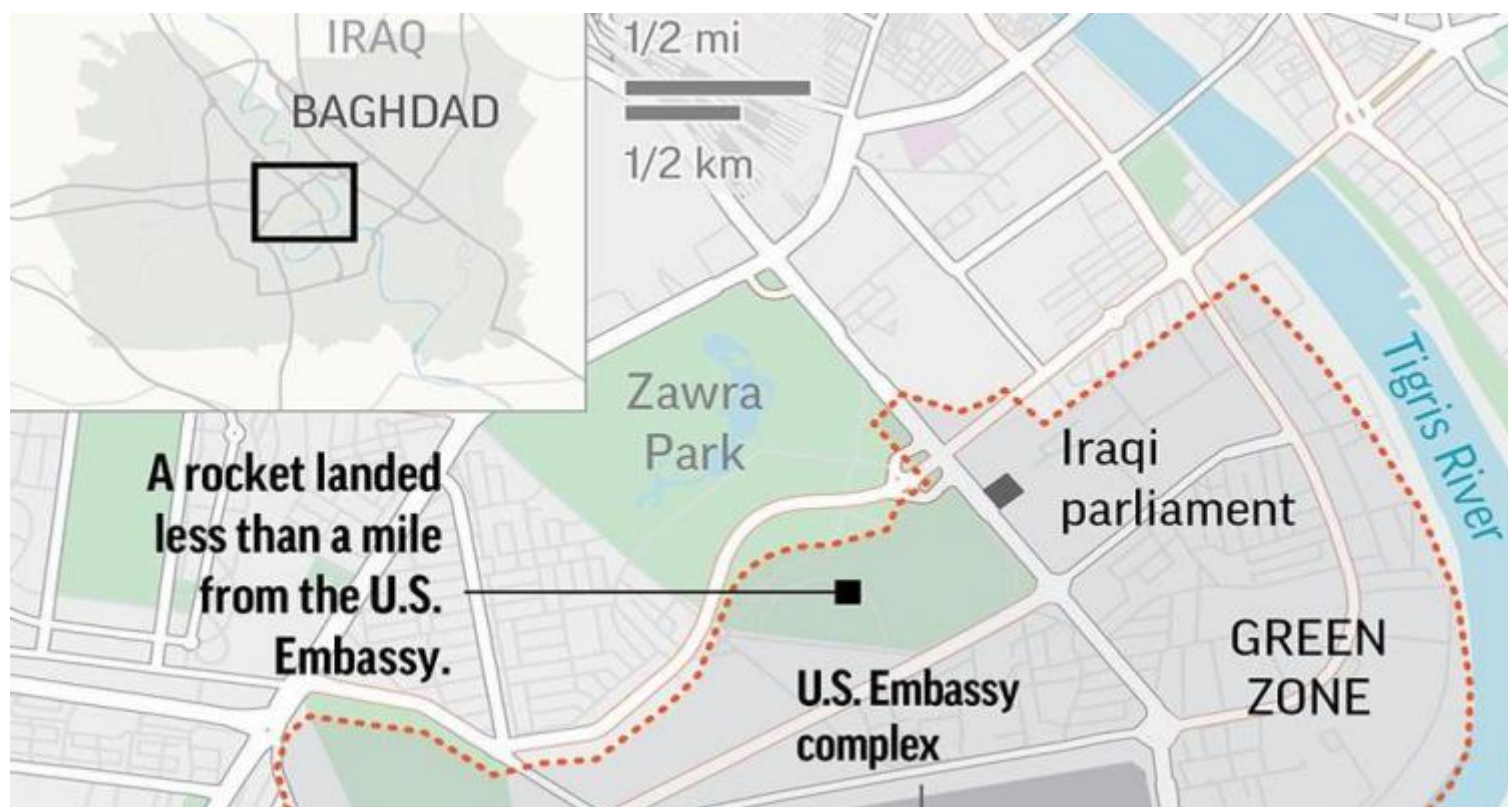 IRAQ
BAGHDAD
1/2 mi
1/2 km
Zawra
Park
A rocket landed
less than a mile
from the U.S.
Embassy.
Iraqi
parliament
Tigris River
GREEN
ZONE
U.S. Embassy
complex